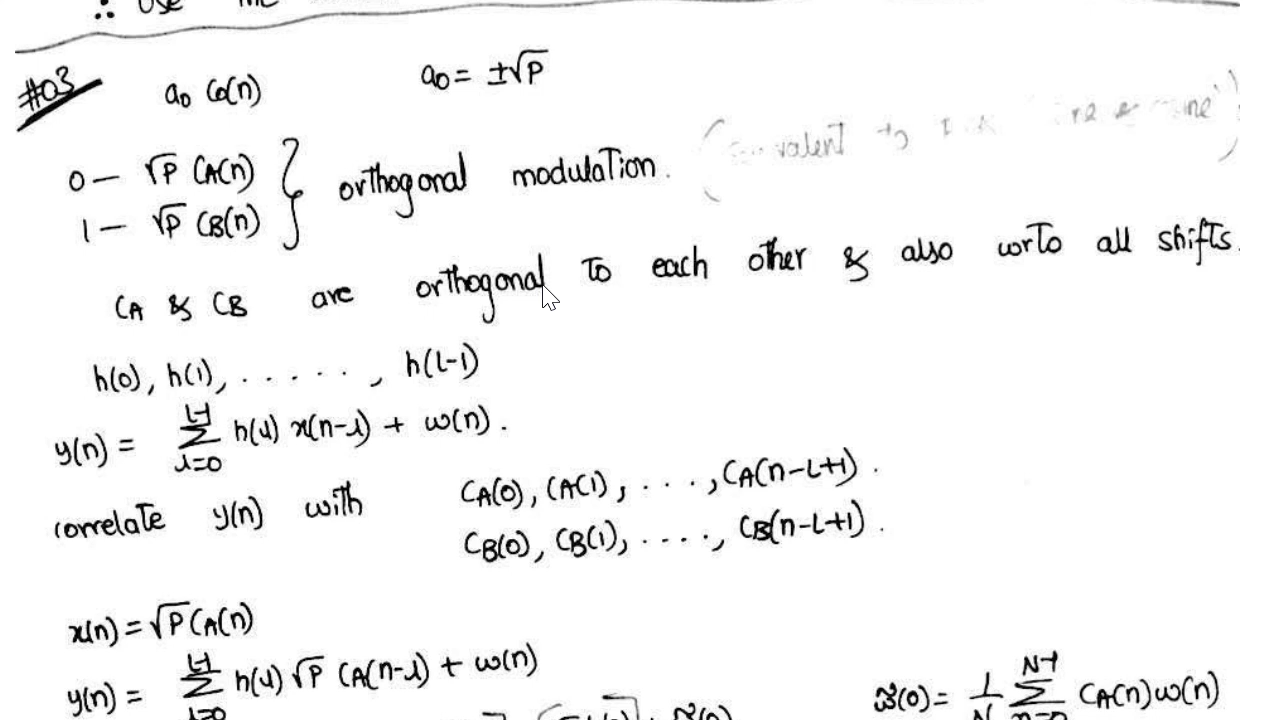 ∴ Use the
#03 a₀ c₀(n) a₀ = ±√P
0 — √P CA(n)
1 — √P CB(n) } orthogonal modulation.
CA & CB are orthogonal to each other & also wrto all shifts.
h(0), h(1), ......, h(L-1)
y(n) = Σ_{l=0}^{L-1} h(l) x(n-l) + w(n).
correlate y(n) with CA(0), CA(1), ...., CA(n-L+1).
CB(0), CB(1), ...., CB(n-L+1).
x(n) = √P CA(n)
y(n) = Σ_{l=0}^{L-1} h(l) √P CA(n-l) + w(n)
w̃(0) = 1/N Σ_{n=0}^{N-1} CA(n) w(n)